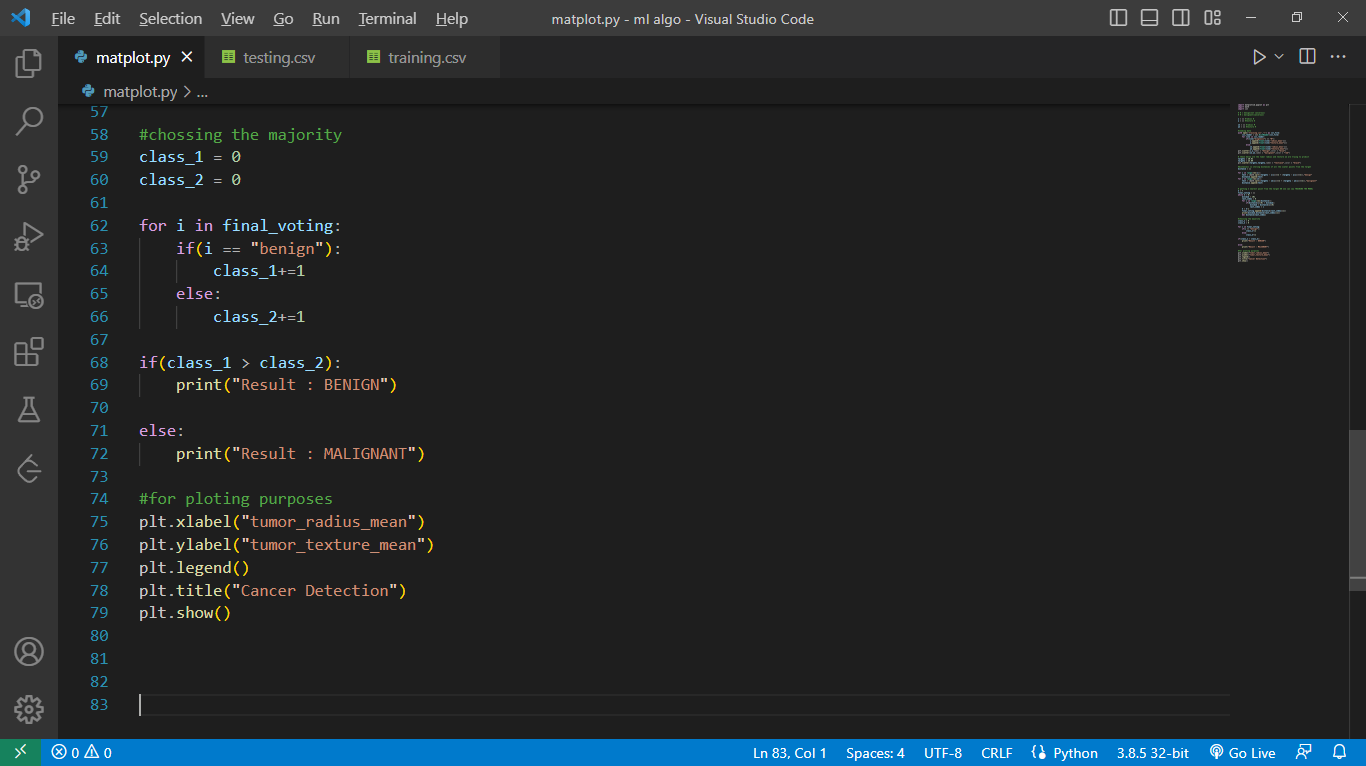 File Edit Selection View Go Run Terminal Help matplot.py - ml algo - Visual Studio Code
matplot.py testing.csv training.csv
matplot.py > ...
57
58 #chossing the majority
59 class_1 = 0
60 class_2 = 0
61
62 for i in final_voting:
63 if(i == "benign"):
64 class_1+=1
65 else:
66 class_2+=1
67
68 if(class_1 > class_2):
69 print("Result : BENIGN")
70
71 else:
72 print("Result : MALIGNANT")
73
74 #for ploting purposes
75 plt.xlabel("tumor_radius_mean")
76 plt.ylabel("tumor_texture_mean")
77 plt.legend()
78 plt.title("Cancer Detection")
79 plt.show()
80
81
82
83
0 0 Ln 83, Col 1 Spaces: 4 UTF-8 CRLF Python 3.8.5 32-bit Go Live